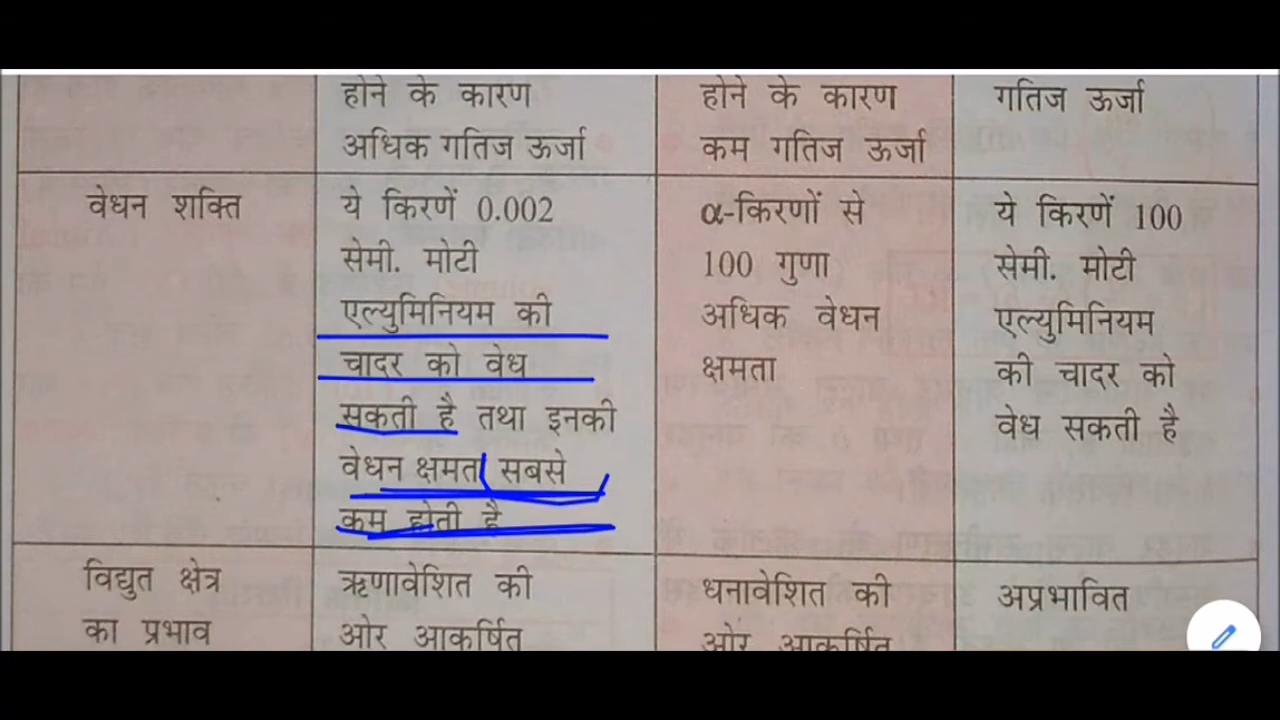 होने के कारण
अधिक गतिज ऊर्जा
होने के कारण
कम गतिज ऊर्जा
गतिज ऊर्जा
वेधन शक्ति
ये किरणें 0.002
सेमी. मोटी
एल्युमिनियम की
चादर को वेध
सकती है तथा इनकी
वेधन क्षमता सबसे
कम होती है
α-किरणों से
100 गुणा
अधिक वेधन
क्षमता
ये किरणें 100
सेमी. मोटी
एल्युमिनियम
की चादर को
वेध सकती है
विद्युत क्षेत्र
का प्रभाव
ऋणावेशित की
ओर आकर्षित
धनावेशित की
ओर आकर्षित
अप्रभावित